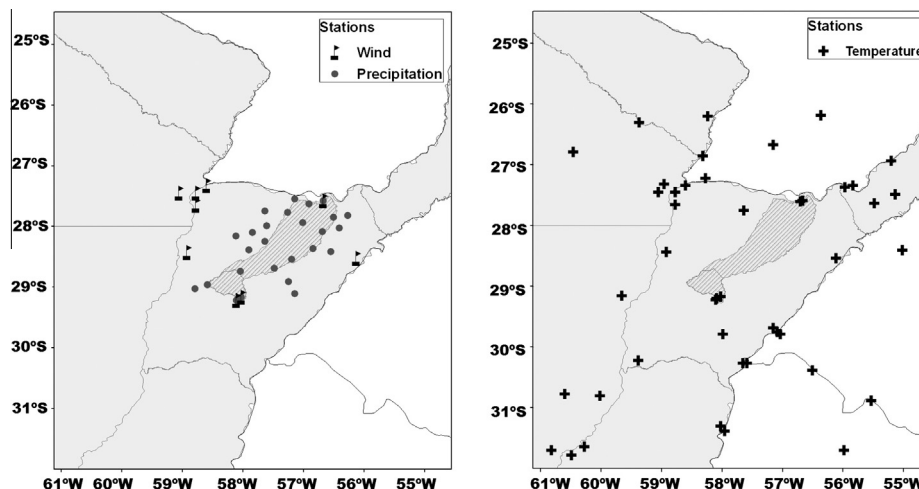 Stations
Wind
Precipitation
25ºS
26ºS
27ºS
28ºS
29ºS
30ºS
31ºS
61ºW 60ºW 59ºW 58ºW 57ºW 56ºW 55ºW
Stations
Temperature
25ºS
26ºS
27ºS
28ºS
29ºS
30ºS
31ºS
61ºW 60ºW 59ºW 58ºW 57ºW 56ºW 55ºW